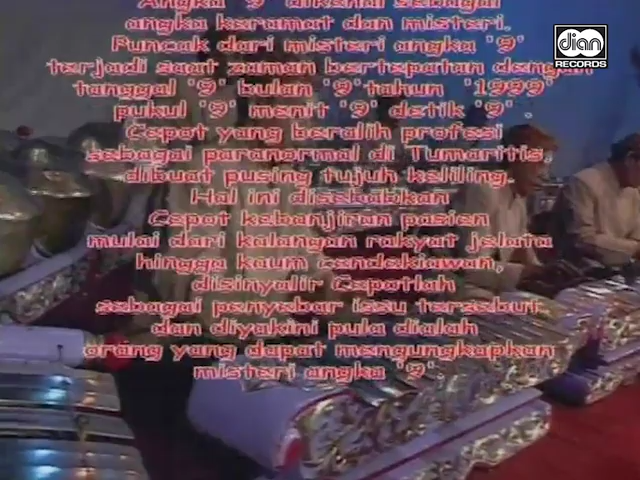 Angka '9' dikenal sebagai
angka keramat dan misteri.
Puncak dari misteri angka '9'
terjadi saat zaman bertepatan dengan
tanggal '9' bulan '9' tahun '1999'
pukul '9' menit '9' detik '9'.
Cepot yang beralih profesi
sebagai paranormal di Tumaritis,
dibuat pusing tujuh keliling.
Hal ini disebabkan
Cepot kebanjiran pasien
mulai dari kalangan rakyat jelata
hingga kaum cendekiawan,
disinyalir Cepotlah
sebagai penyebar issu tersebut
dan diyakini pula dialah
orang yang dapat mengungkapkan
misteri angka '9'.
dian
RECORDS